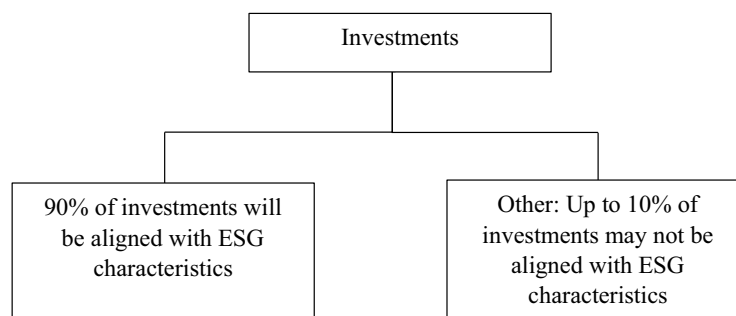 Investments
90% of investments will
be aligned with ESG
characteristics
Other: Up to 10% of
investments may not be
aligned with ESG
characteristics